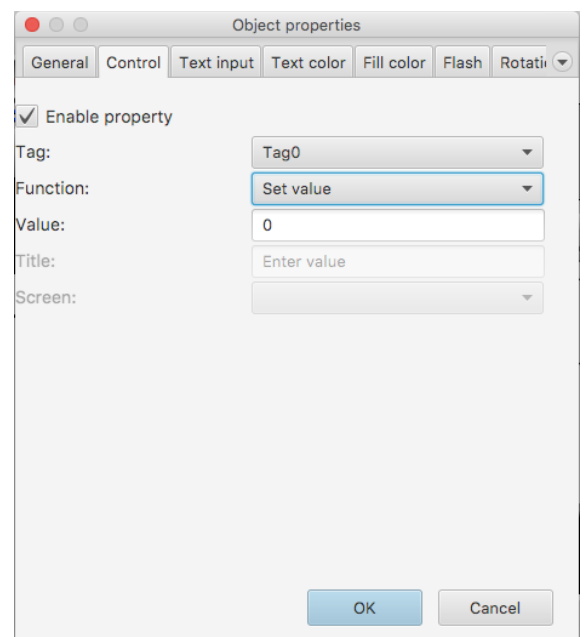 Object properties
General Control Text input Text color Fill color Flash Rotati
Enable property
Tag: Tag0
Function: Set value
Value: 0
Title: Enter value
Screen:
OK Cancel